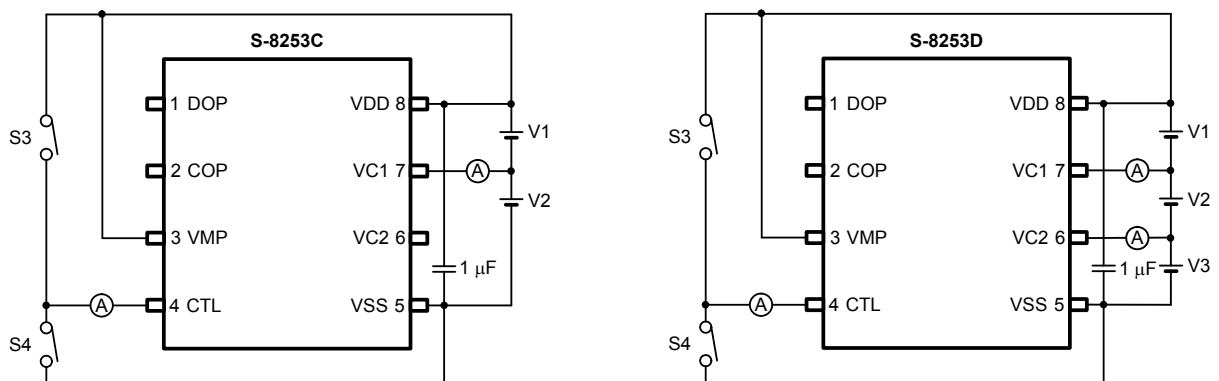 S-8253C
1 DOP
VDD 8
S3
V1
2 COP
VC1 7
A
V2
3 VMP
VC2 6
1 μF
A
4 CTL
VSS 5
S4
S-8253D
1 DOP
VDD 8
S3
V1
2 COP
VC1 7
A
V2
3 VMP
VC2 6
A
1 μF
V3
A
4 CTL
VSS 5
S4